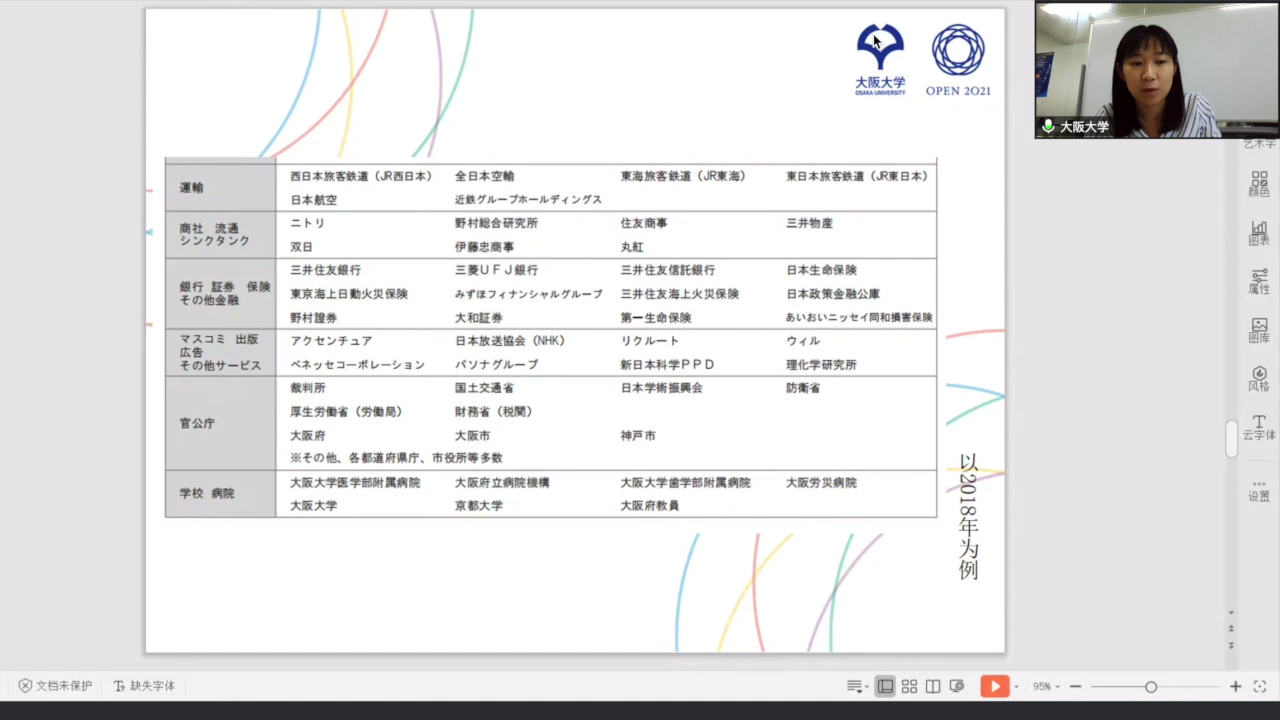 大阪大学
OSAKA UNIVERSITY
OPEN 2021
大阪大学
運輸
西日本旅客鉄道（JR西日本） 全日本空輸 東海旅客鉄道（JR東海） 東日本旅客鉄道（JR東日本）
日本航空 近鉄グループホールディングス
商社 流通
シンクタンク
ニトリ 野村総合研究所 住友商事 三井物産
双日 伊藤忠商事 丸紅
銀行 証券 保険
その他金融
三井住友銀行 三菱ＵＦＪ銀行 三井住友信託銀行 日本生命保険
東京海上日動火災保険 みずほフィナンシャルグループ 三井住友海上火災保険 日本政策金融公庫
野村證券 大和証券 第一生命保険 あいおいニッセイ同和損害保険
マスコミ 出版
広告
その他サービス
アクセンチュア 日本放送協会（NHK） リクルート ウィル
ベネッセコーポレーション パソナグループ 新日本科学ＰＰＤ 理化学研究所
官公庁
裁判所 国土交通省 日本学術振興会 防衛省
厚生労働省（労働局） 財務省（税関）
大阪府 大阪市 神戸市
※その他、各都道府県庁、市役所等多数
学校 病院
大阪大学医学部附属病院 大阪府立病院機構 大阪大学歯学部附属病院 大阪労災病院
大阪大学 京都大学 大阪府教員
以2018年为例
艺术字
颜色
图表
属性
图库
风格
云字体
设置
文档未保护 缺失字体 95%